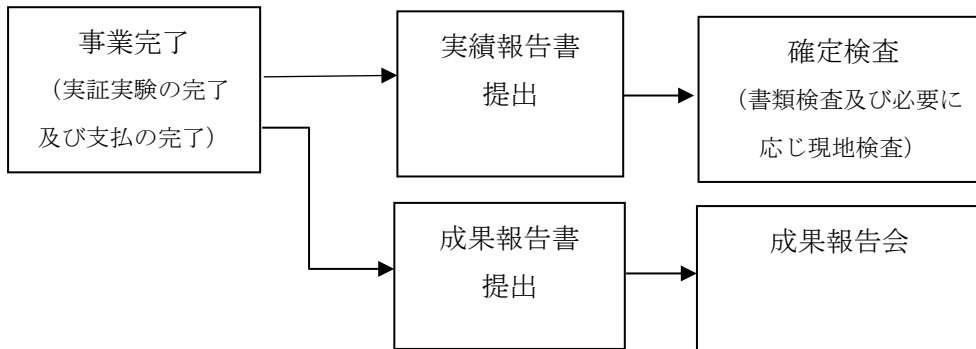 事業完了
（実証実験の完了
及び支払の完了）
実績報告書
提出
確定検査
（書類検査及び必要に
応じ現地検査）
成果報告書
提出
成果報告会